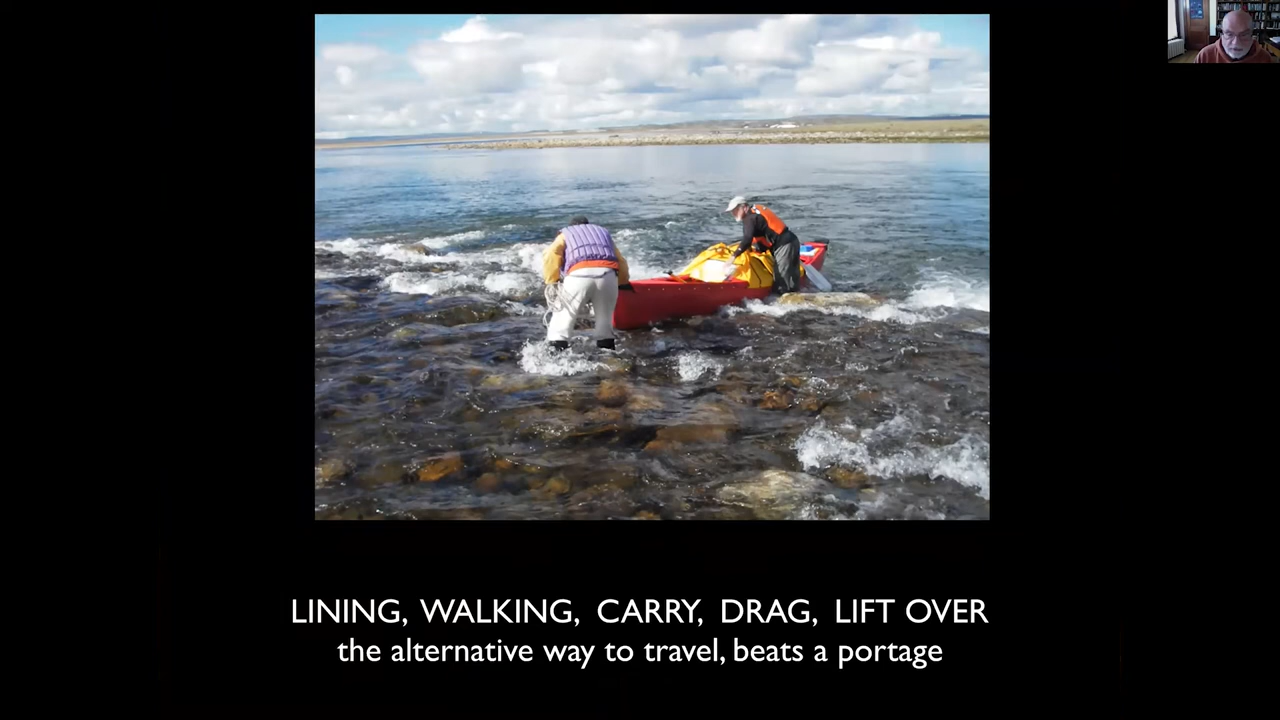 LINING, WALKING, CARRY, DRAG, LIFT OVER
the alternative way to travel, beats a portage